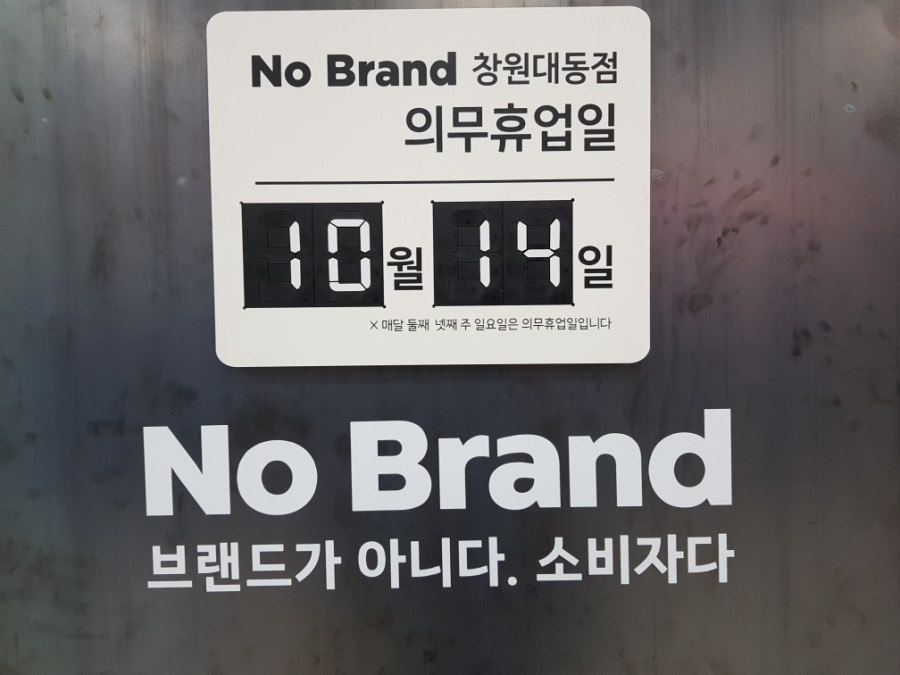 No Brand 창원대동점
의무휴업일
10월 14일
× 매달 둘째 넷째 주 일요일은 의무휴업일입니다
No Brand
브랜드가 아니다. 소비자다